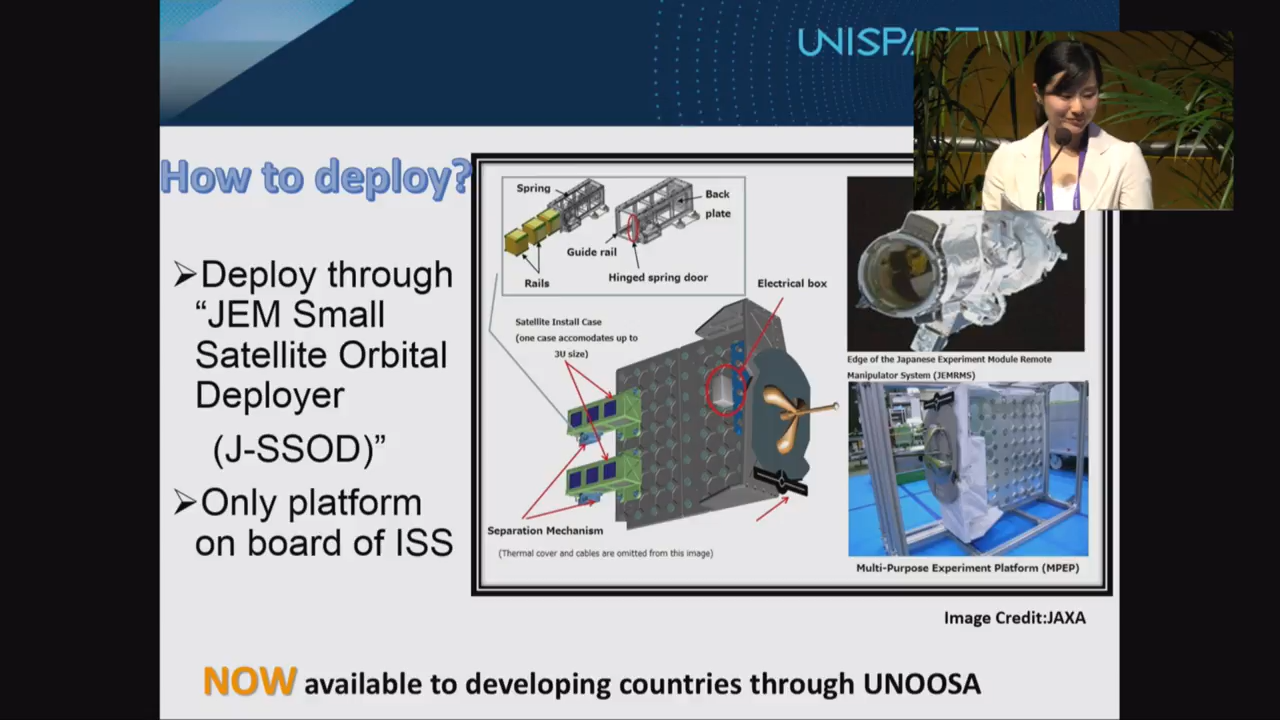 How to deploy?
➢Deploy through
“JEM Small
Satellite Orbital
Deployer
(J-SSOD)”
➢Only platform
on board of ISS
Spring
Back
plate
Guide rail
Hinged spring door
Rails
Electrical box
Satellite Install Case
(one case accomodates up to
3U size)
Separation Mechanism
(Thermal cover and cables are omitted from this image)
Edge of the Japanese Experiment Module Remote
Manipulator System (JEMRMS)
Multi-Purpose Experiment Platform (MPEP)
Image Credit:JAXA
NOW available to developing countries through UNOOSA